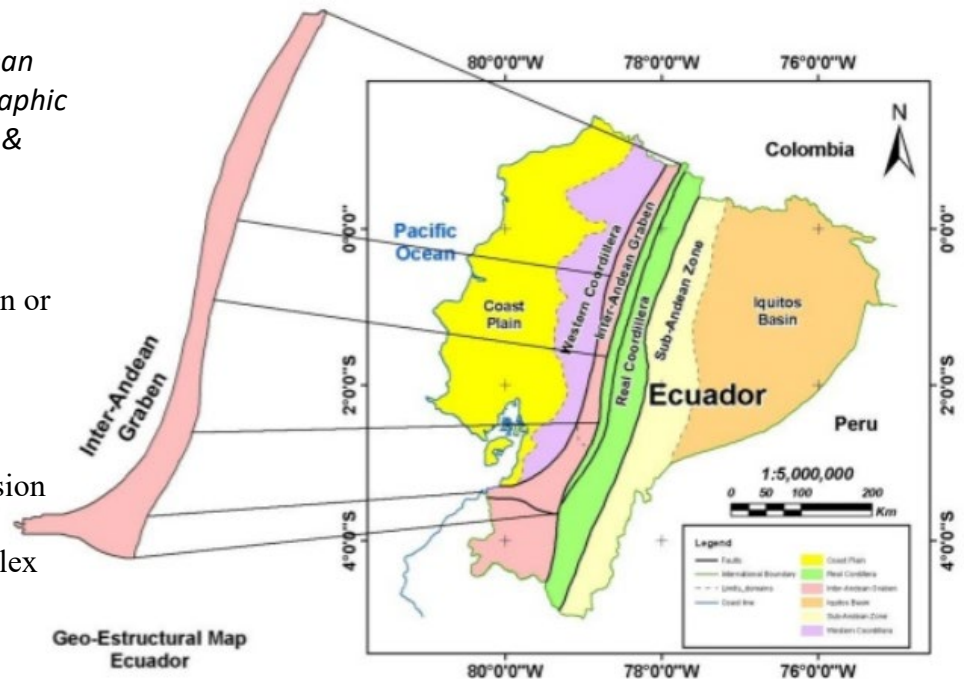 an
aphic
&
n or
sion
lex
Inter-Andean
Graben
Geo-Estructural Map
Ecuador
80°0'0"W
78°0'0"W
76°0'0"W
N
Colombia
Pacific
Ocean
0°0'0"
0°0'0"
Coast
Plain
Western Coordillera
Inter-Andean Graben
Real Coordillera
Sub-Andean Zone
Iquitos
Basin
Ecuador
Peru
2°0'0"S
2°0'0"S
4°0'0"S
4°0'0"S
1:5,000,000
0 50 100 200
Km
Legend
Faults
International Boundary
Limits_domains
Coast line
Coast Plain
Real Cordillera
Inter-Andean Graben
Iquitos Basin
Sub-Andean Zone
Western Coordillera
80°0'0"W
78°0'0"W
76°0'0"W